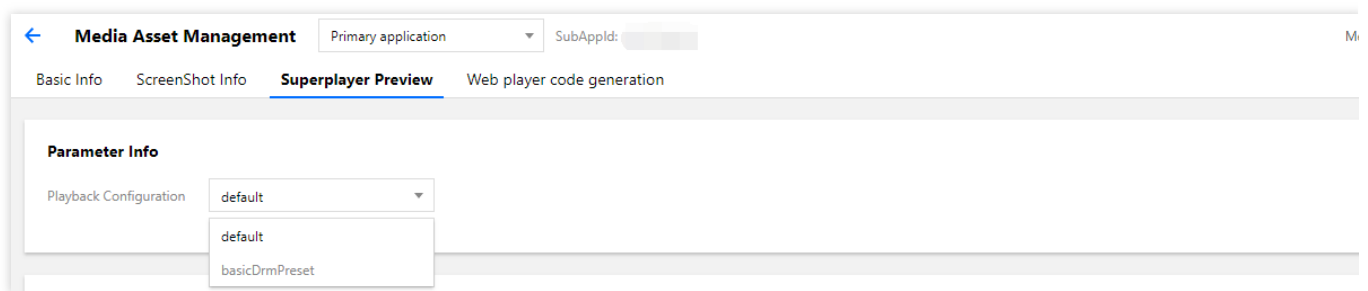 Media Asset Management Primary application SubAppId:
Basic Info ScreenShot Info Superplayer Preview Web player code generation
Parameter Info
Playback Configuration default
default
basicDrmPreset